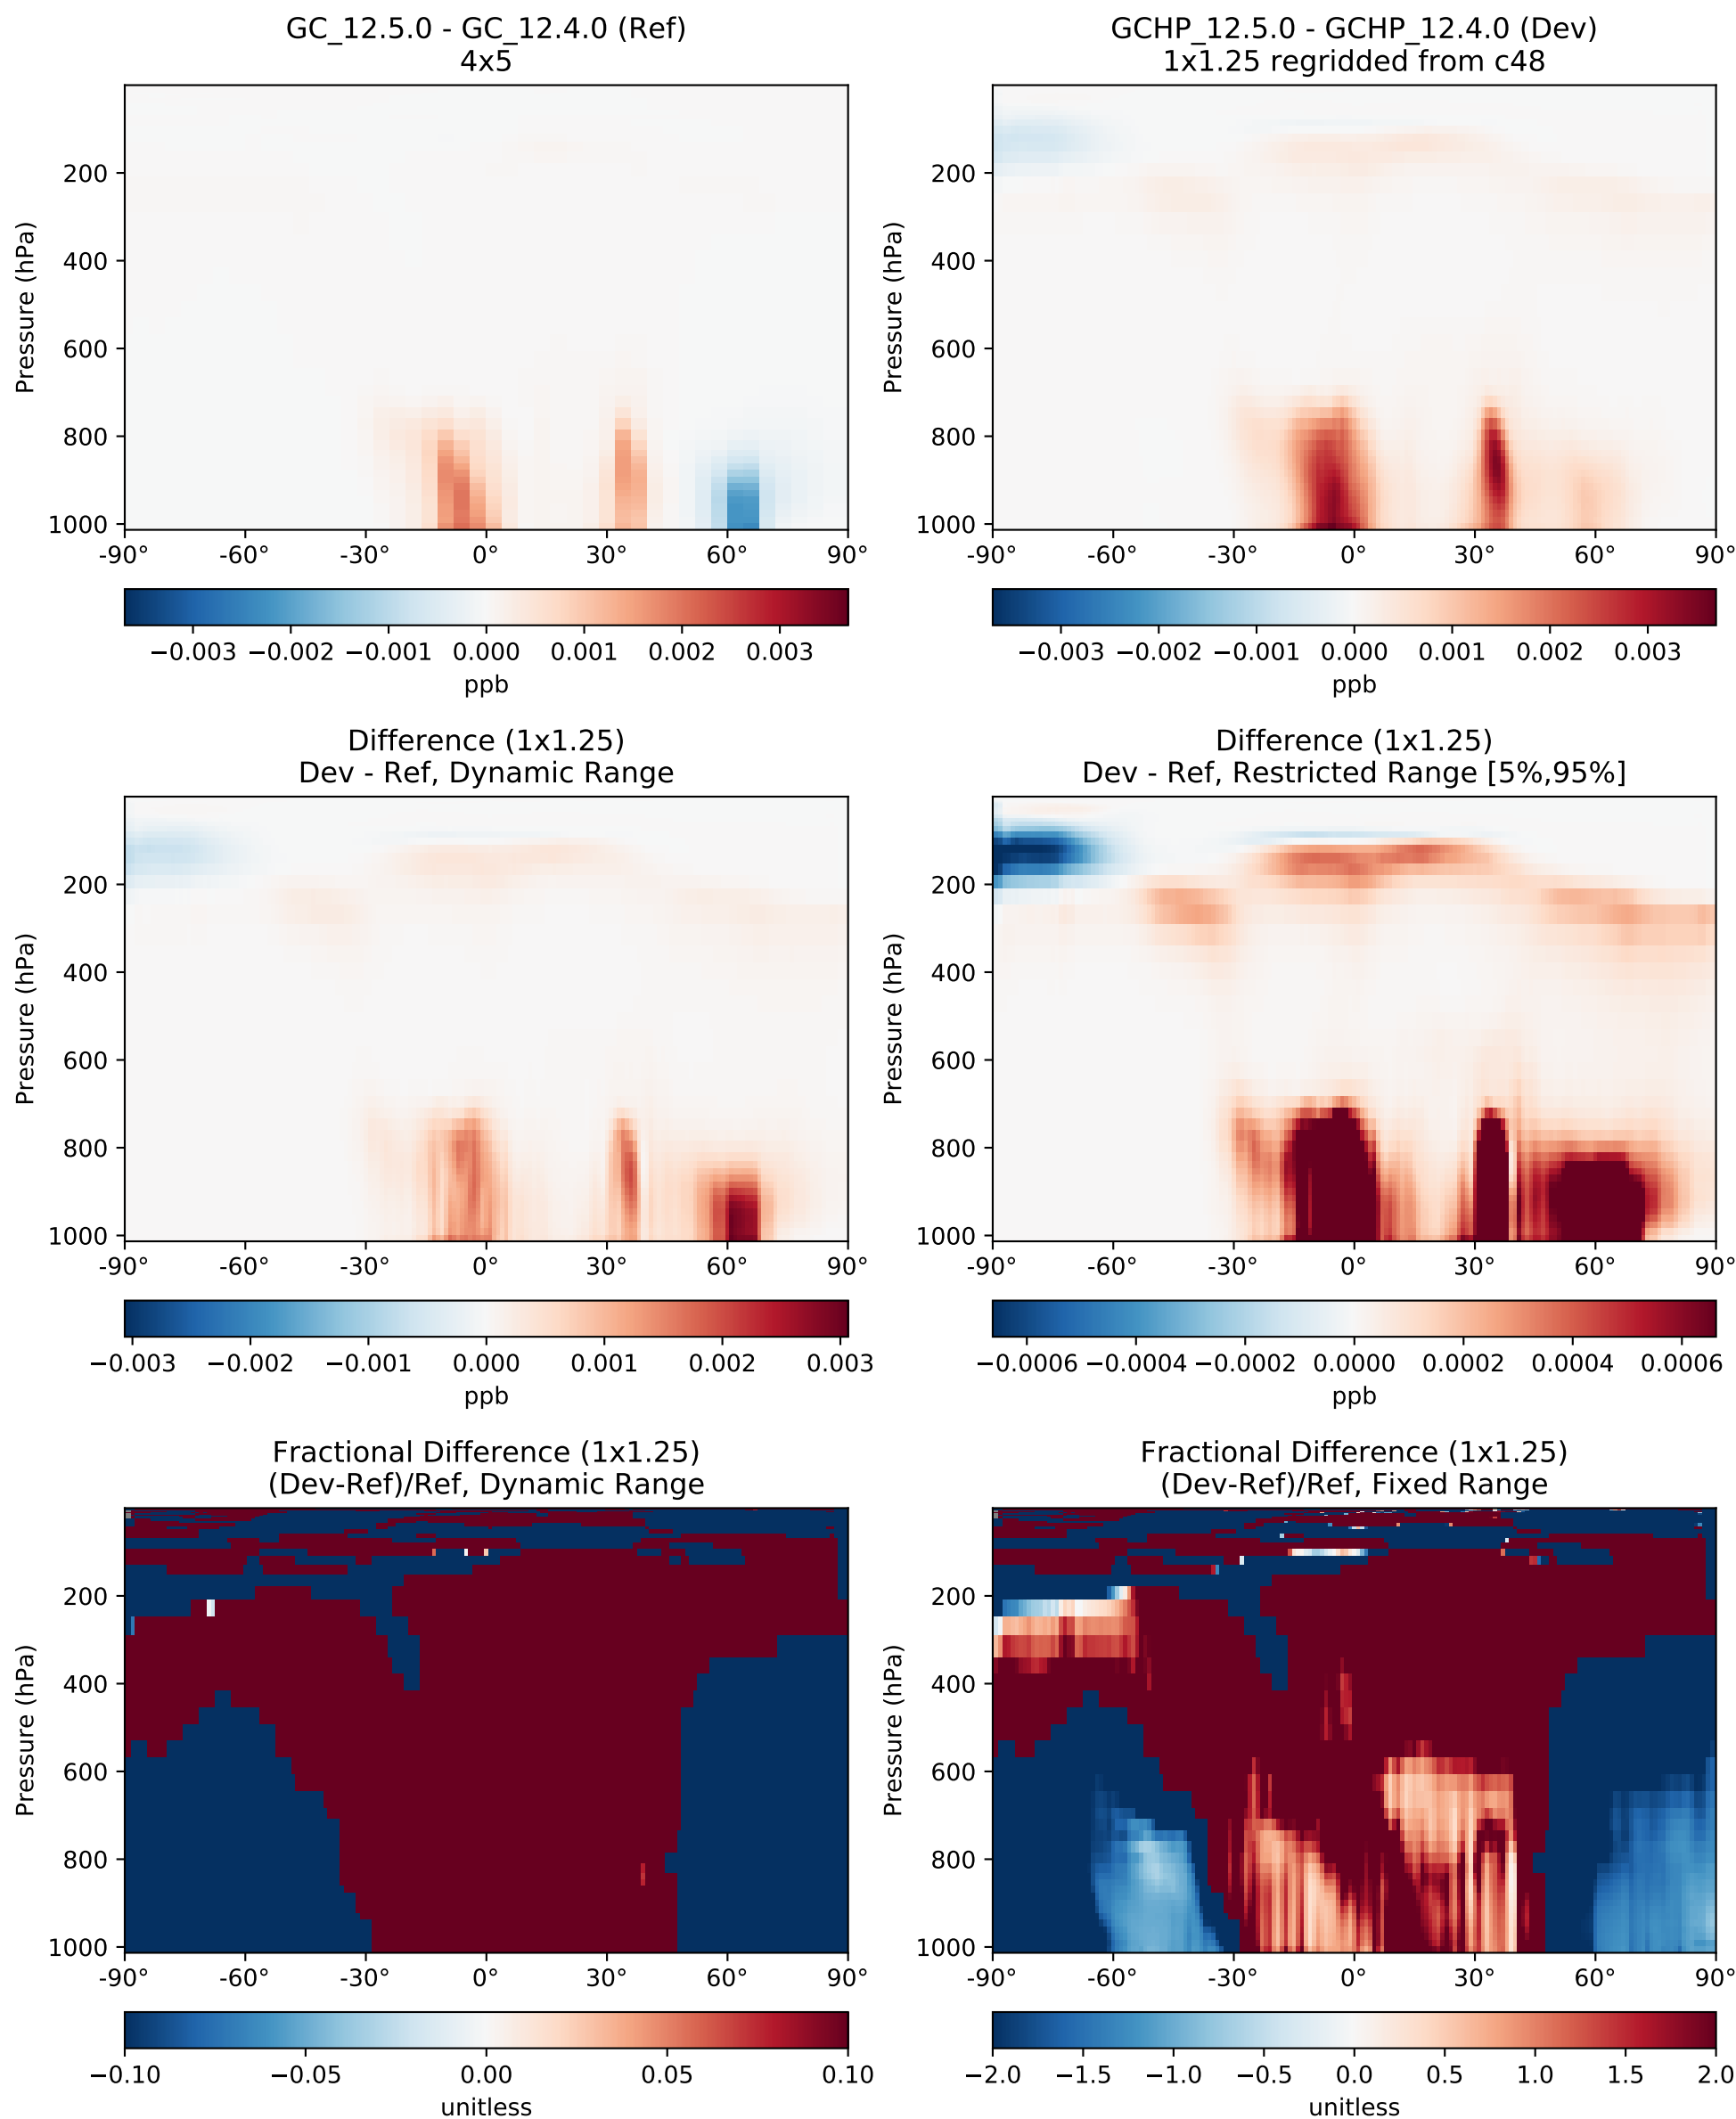 GC_12.5.0 - GC_12.4.0 (Ref)
4x5
GCHP_12.5.0 - GCHP_12.4.0 (Dev)
1x1.25 regridded from c48
Pressure (hPa)
200
400
600
800
1000
-90° -60° -30° 0° 30° 60° 90°
−0.003 −0.002 −0.001 0.000 0.001 0.002 0.003
ppb
Pressure (hPa)
200
400
600
800
1000
-90° -60° -30° 0° 30° 60° 90°
−0.003 −0.002 −0.001 0.000 0.001 0.002 0.003
ppb
Difference (1x1.25)
Dev - Ref, Dynamic Range
Difference (1x1.25)
Dev - Ref, Restricted Range [5%,95%]
Pressure (hPa)
200
400
600
800
1000
-90° -60° -30° 0° 30° 60° 90°
−0.003 −0.002 −0.001 0.000 0.001 0.002 0.003
ppb
Pressure (hPa)
200
400
600
800
1000
-90° -60° -30° 0° 30° 60° 90°
−0.0006 −0.0004 −0.0002 0.0000 0.0002 0.0004 0.0006
ppb
Fractional Difference (1x1.25)
(Dev-Ref)/Ref, Dynamic Range
Fractional Difference (1x1.25)
(Dev-Ref)/Ref, Fixed Range
Pressure (hPa)
200
400
600
800
1000
-90° -60° -30° 0° 30° 60° 90°
−0.10 −0.05 0.00 0.05 0.10
unitless
Pressure (hPa)
200
400
600
800
1000
-90° -60° -30° 0° 30° 60° 90°
−2.0 −1.5 −1.0 −0.5 0.0 0.5 1.0 1.5 2.0
unitless